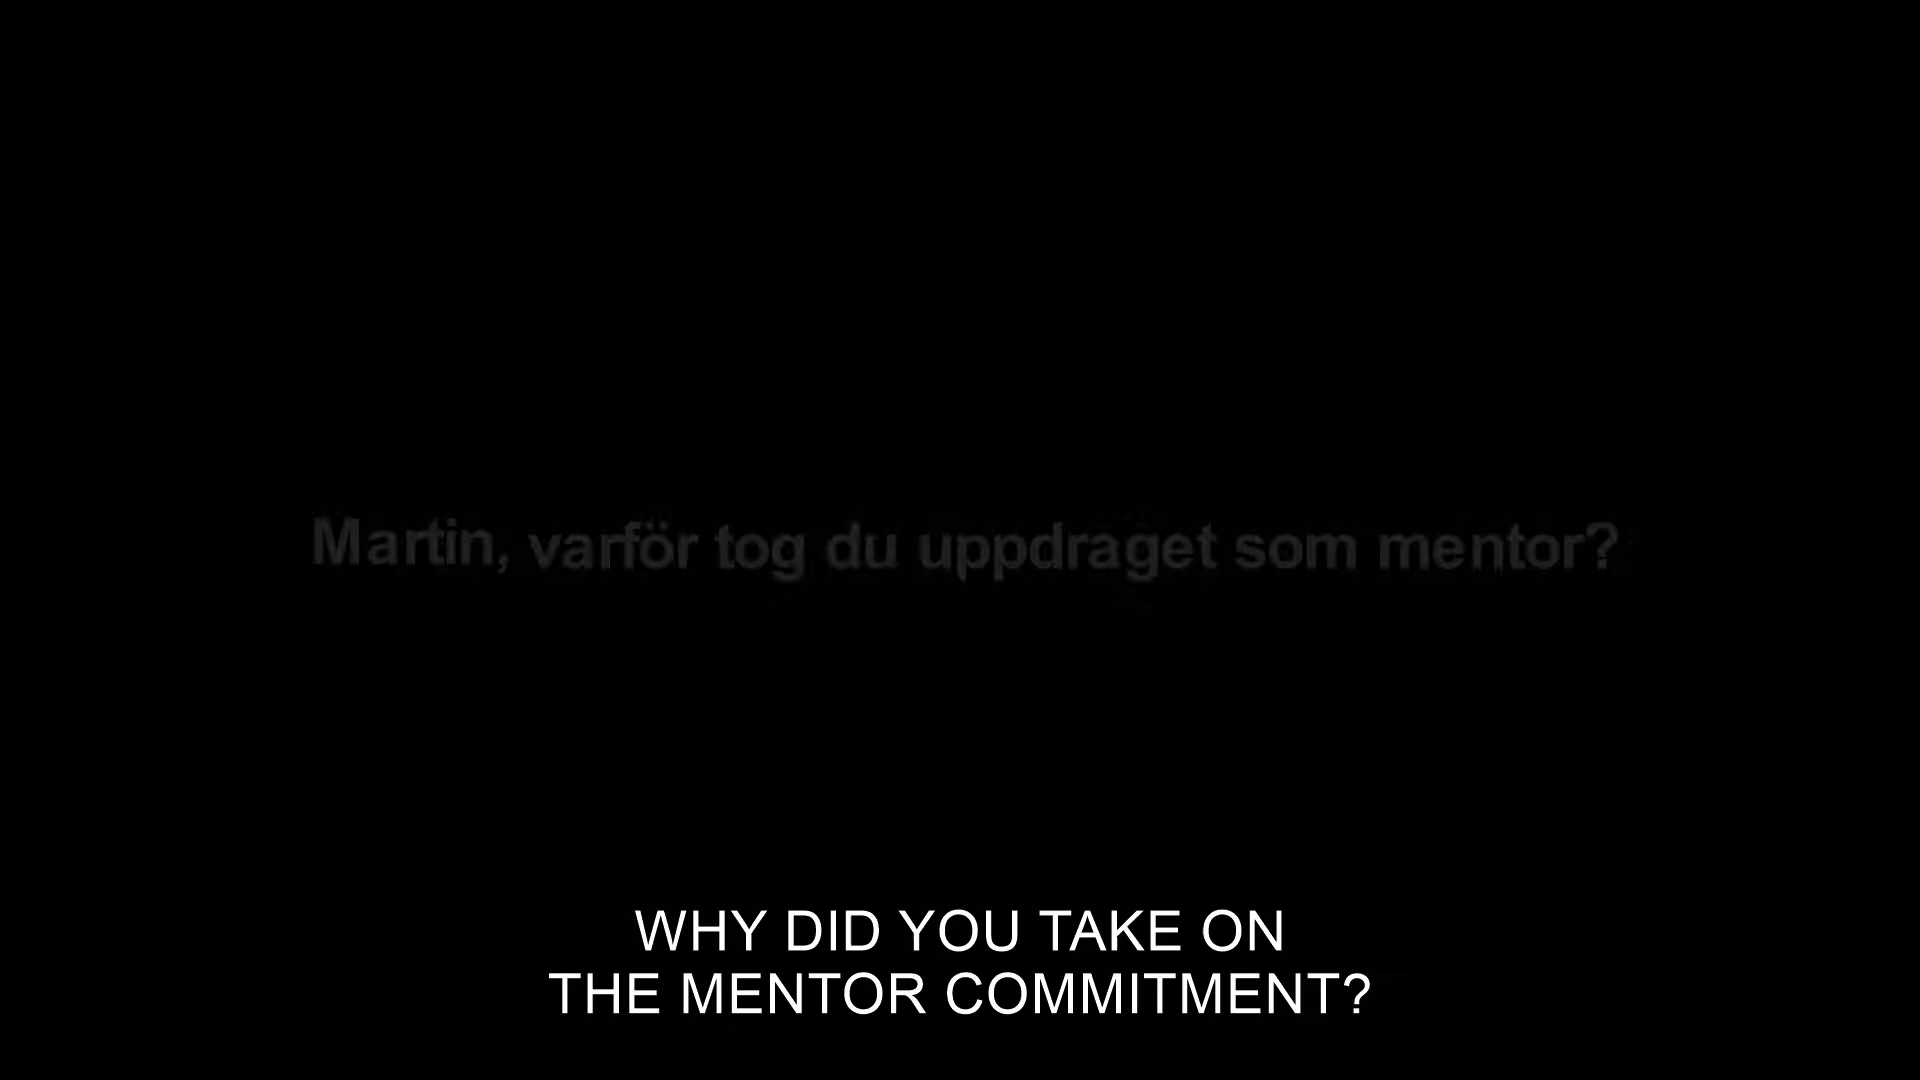 Martin, varför tog du uppdraget som mentor?
WHY DID YOU TAKE ON
THE MENTOR COMMITMENT?